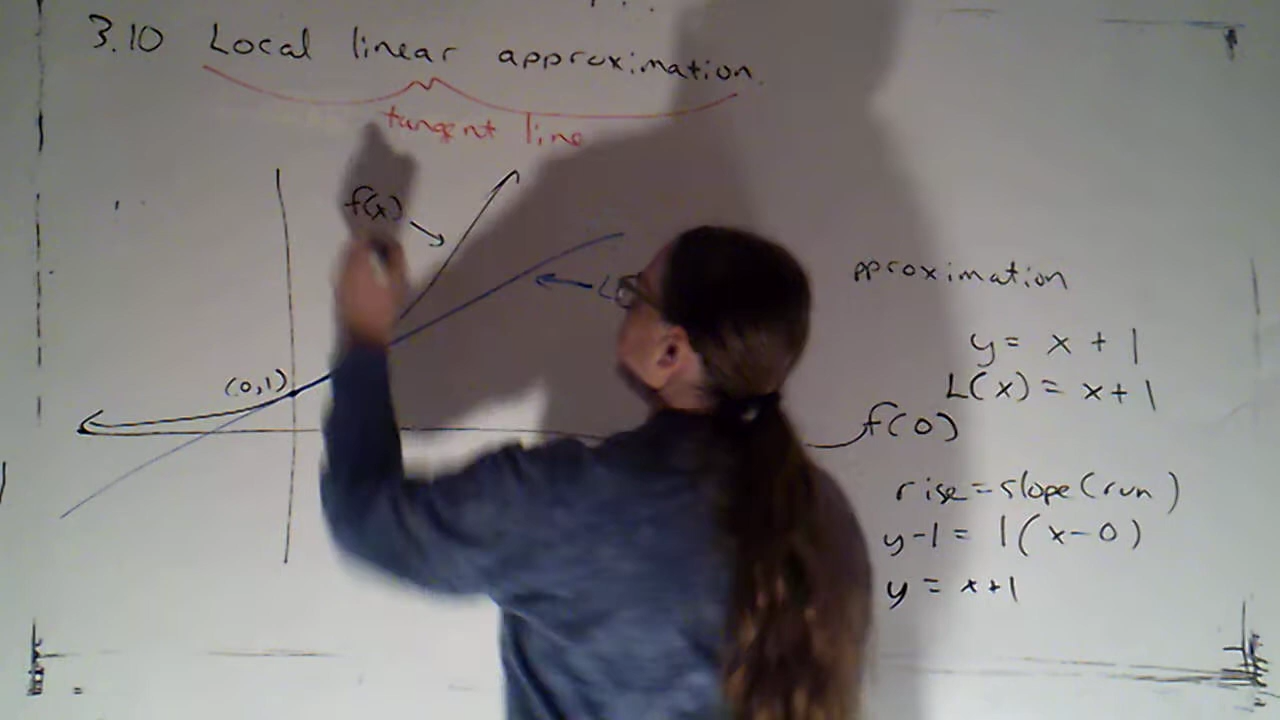 3.10 Local linear approximation.
tangent line
f(x)
(0,1)
pproximation
y = x + 1
L(x) = x+1
f(0)
rise=slope(run)
y-1 = 1(x-0)
y = x+1